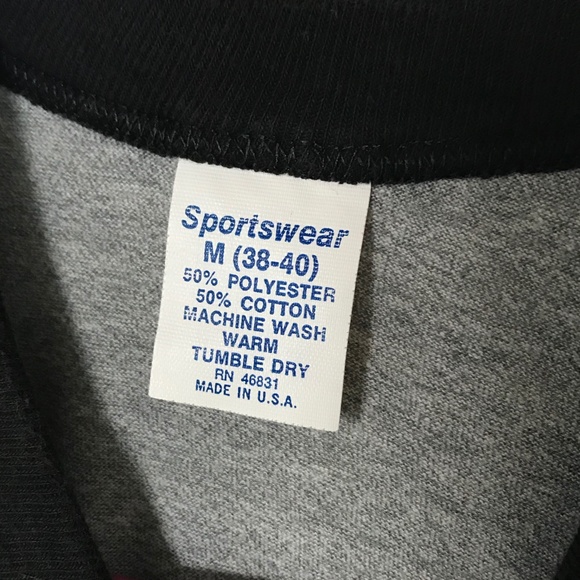 Sportswear
M (38-40)
50% POLYESTER
50% COTTON
MACHINE WASH
WARM
TUMBLE DRY
RN 46831
MADE IN U.S.A.